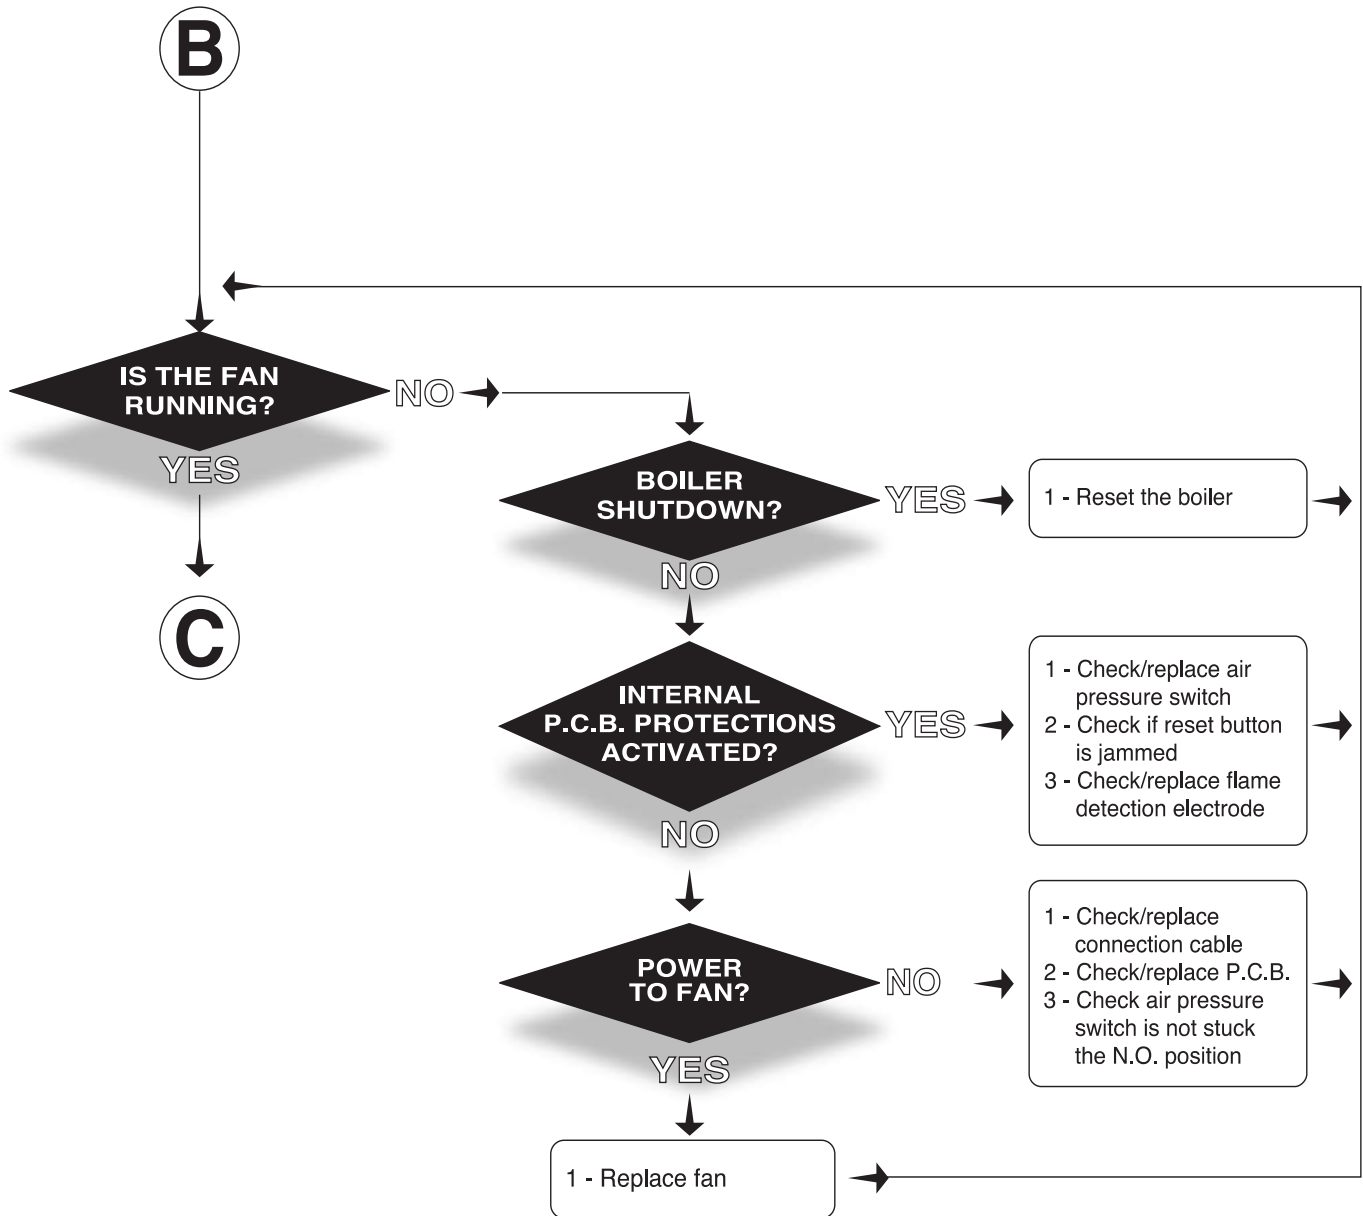 B
IS THE FAN
RUNNING?
NO
YES
C
BOILER
SHUTDOWN?
YES
1 - Reset the boiler
NO
INTERNAL
P.C.B. PROTECTIONS
ACTIVATED?
YES
1 - Check/replace air
pressure switch
2 - Check if reset button
is jammed
3 - Check/replace flame
detection electrode
NO
POWER
TO FAN?
NO
1 - Check/replace
connection cable
2 - Check/replace P.C.B.
3 - Check air pressure
switch is not stuck
the N.O. position
YES
1 - Replace fan